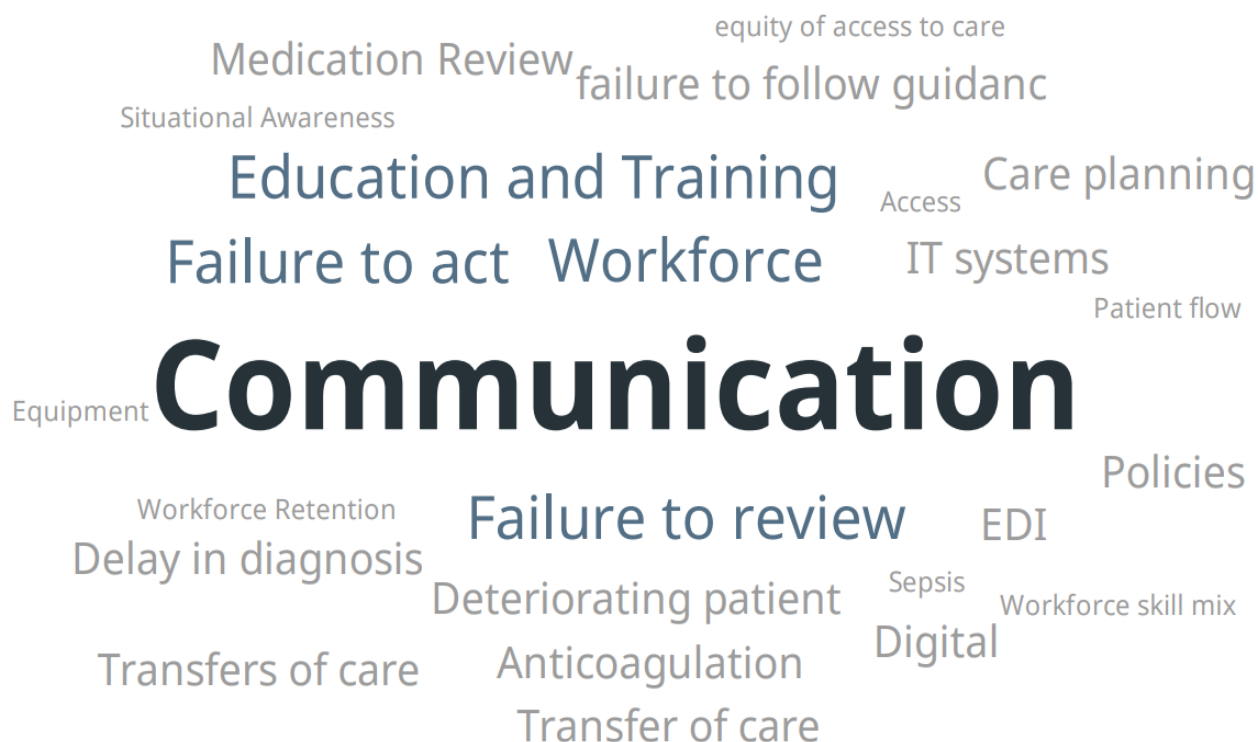 equity of access to care
Medication Review
failure to follow guidanc
Situational Awareness
Education and Training
Care planning
Access
Failure to act
Workforce
IT systems
Patient flow
Communication
Equipment
Policies
Workforce Retention
Failure to review
EDI
Delay in diagnosis
Deteriorating patient
Sepsis
Workforce skill mix
Digital
Transfers of care
Anticoagulation
Transfer of care